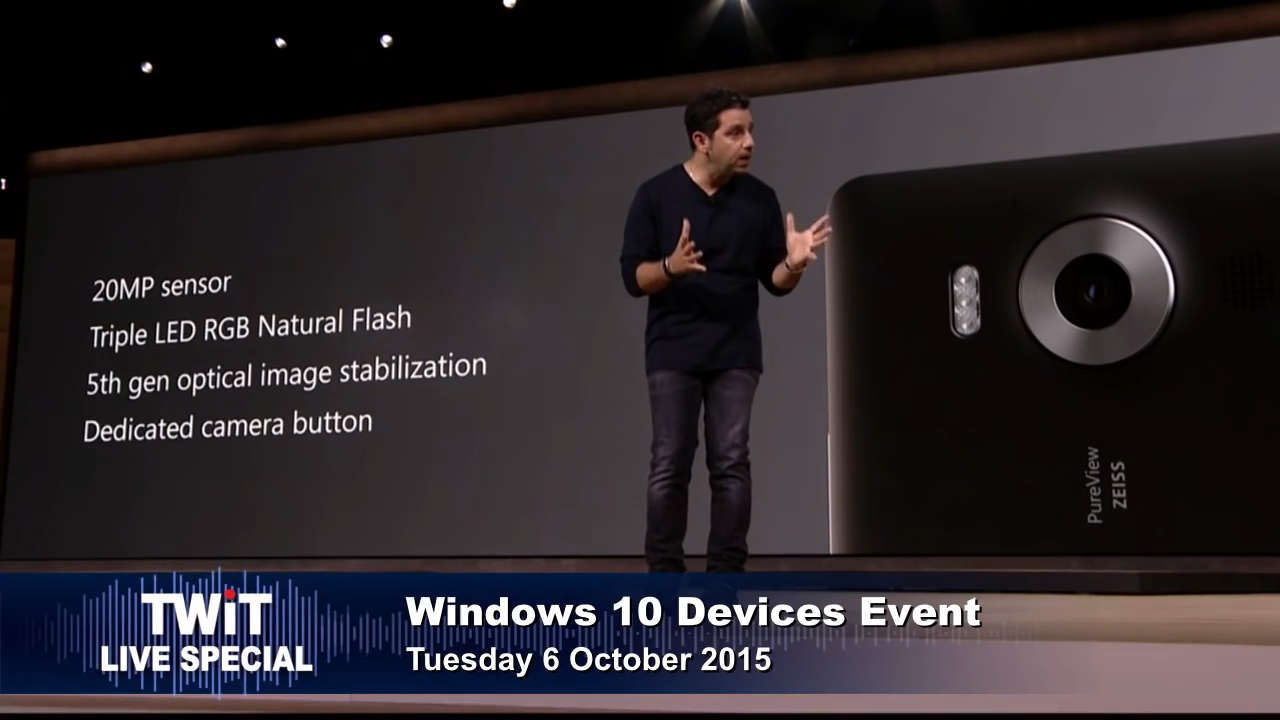 20MP sensor
Triple LED RGB Natural Flash
5th gen optical image stabilization
Dedicated camera button
PureView
ZEISS
TWiT
LIVE SPECIAL
Windows 10 Devices Event
Tuesday 6 October 2015